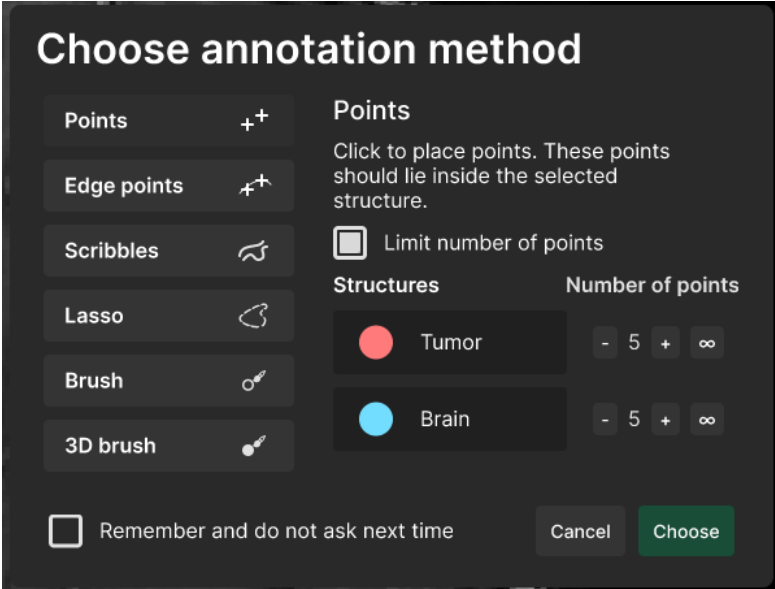 Choose annotation method
Points
Edge points
Scribbles
Lasso
Brush
3D brush
Points
Click to place points. These points
should lie inside the selected
structure.
Limit number of points
Structures Number of points
Tumor - 5 + ∞
Brain - 5 + ∞
Remember and do not ask next time
Cancel Choose